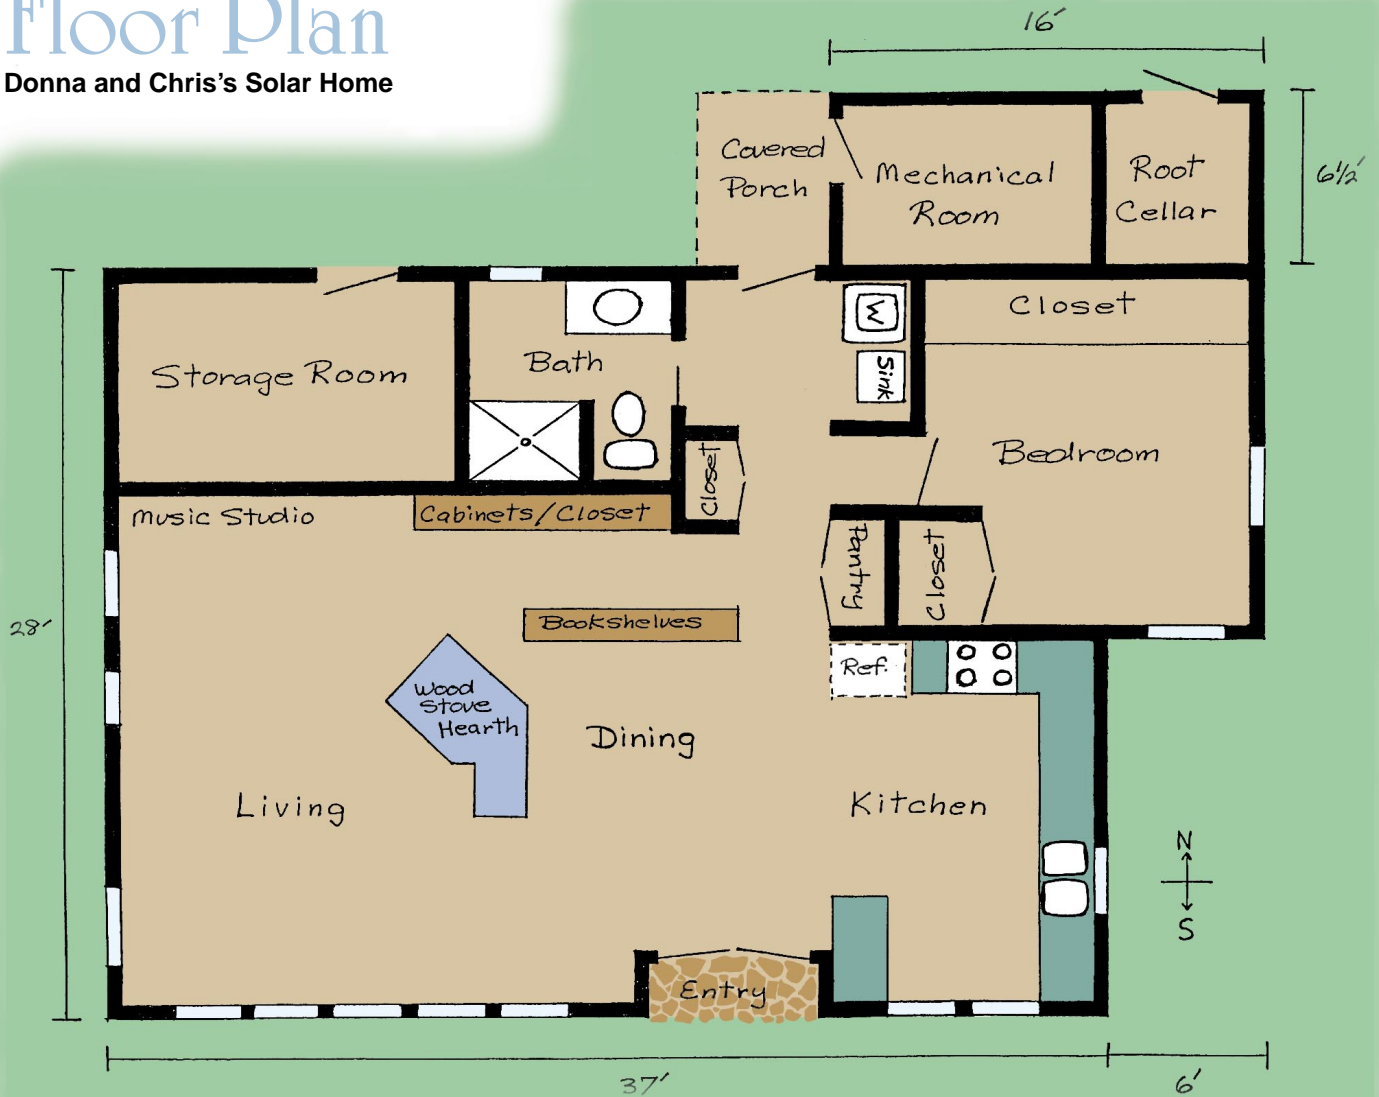 Floor Plan
Donna and Chris's Solar Home
16'
6½'
Covered
Porch
Mechanical
Room
Root
Cellar
Closet
W
Sink
Storage Room
Bath
Closet
Bedroom
Music Studio
Cabinets/Closet
Pantry
Closet
28'
Bookshelves
Ref.
Wood
Stove
Hearth
Dining
Living
Kitchen
N
S
Entry
37'
6'